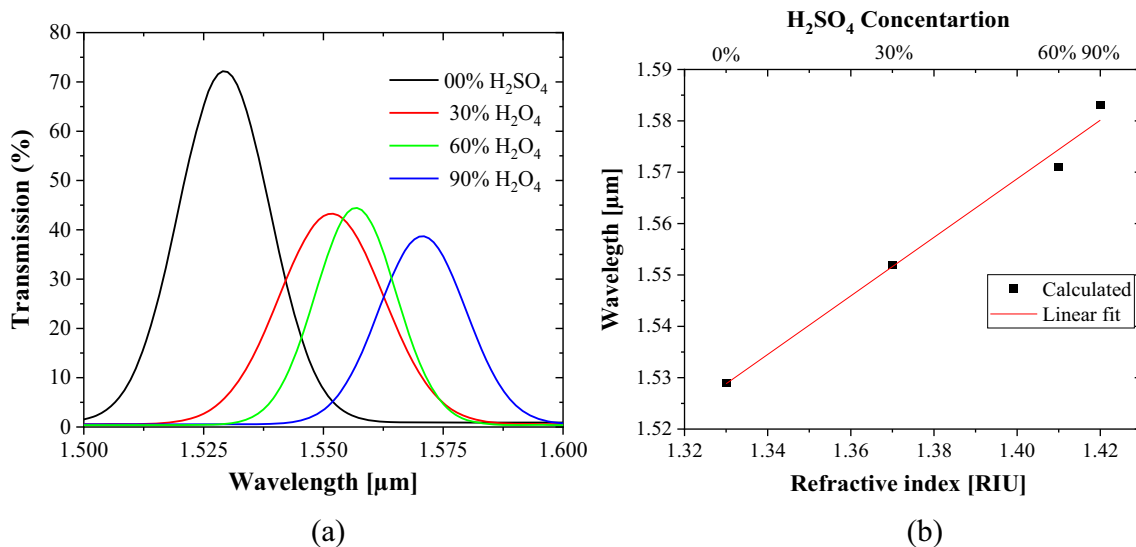 80
70
60
50
40
30
20
10
0
Transmission (%)
00% H₂SO₄
30% H₂O₄
60% H₂O₄
90% H₂O₄
1.500 1.525 1.550 1.575 1.600
Wavelength [µm]
(a)
H₂SO₄ Concentartion
0% 30% 60% 90%
1.59
1.58
1.57
1.56
1.55
1.54
1.53
1.52
Wavelegth [µm]
Calculated
Linear fit
1.32 1.34 1.36 1.38 1.40 1.42
Refractive index [RIU]
(b)